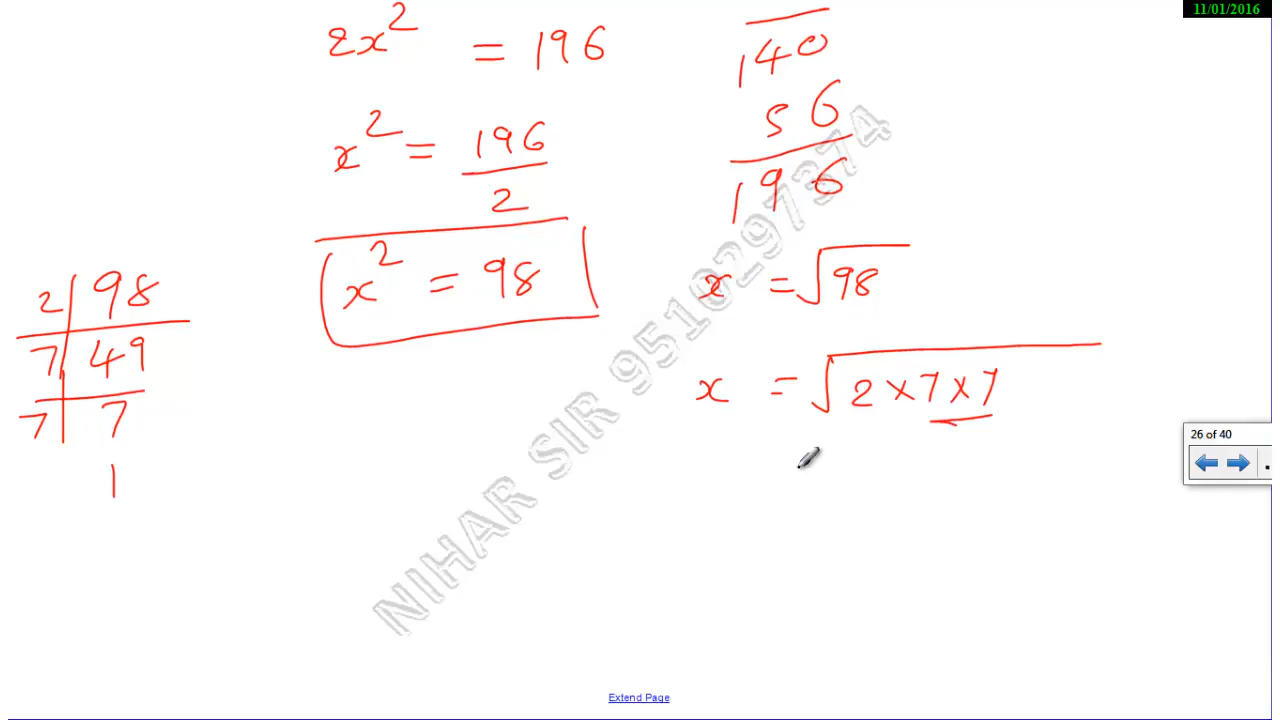 11/01/2016
2x² = 196
x² = 196/2
x² = 98
140
56
196
2 | 98
7 | 49
7 | 7
1
x = √98
x = √2 × 7 × 7
NIHAR SIR 9510297374
26 of 40
Extend Page